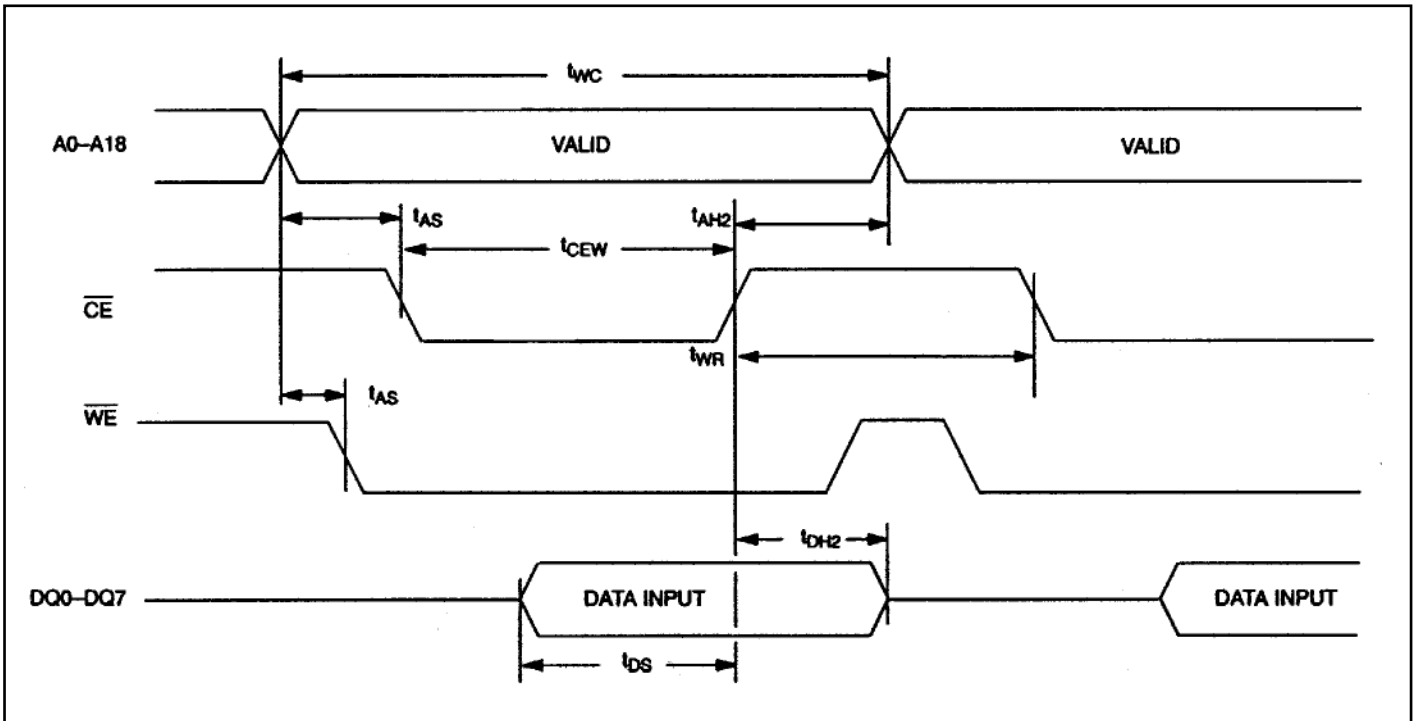 tWC
A0–A18
VALID
VALID
tAS
tAH2
tCEW
CE
tWR
tAS
WE
tDH2
DQ0–DQ7
DATA INPUT
DATA INPUT
tDS